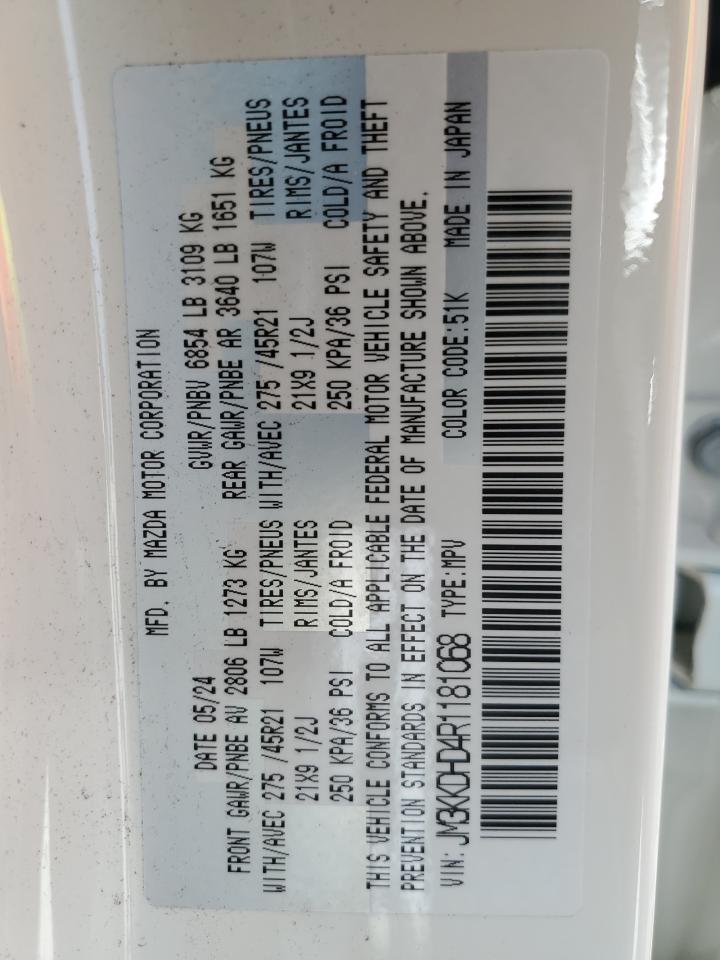 MFD. BY MAZDA MOTOR CORPORATION
DATE 05/24 GVWR/PNBV 6854 LB 3109 KG
FRONT GAWR/PNBE AV 2806 LB 1273 KG REAR GAWR/PNBE AR 3640 LB 1651 KG
WITH/AVEC 275 /45R21 107W TIRES/PNEUS WITH/AVEC 275 /45R21 107W TIRES/PNEUS
21X9 1/2J RIMS/JANTES 21X9 1/2J RIMS/JANTES
250 KPA/36 PSI COLD/A FROID 250 KPA/36 PSI COLD/A FROID
THIS VEHICLE CONFORMS TO ALL APPLICABLE FEDERAL MOTOR VEHICLE SAFETY AND THEFT
PREVENTION STANDARDS IN EFFECT ON THE DATE OF MANUFACTURE SHOWN ABOVE.
VIN: JM3KKDHD4R1181068 TYPE:MPV COLOR CODE:51K MADE IN JAPAN